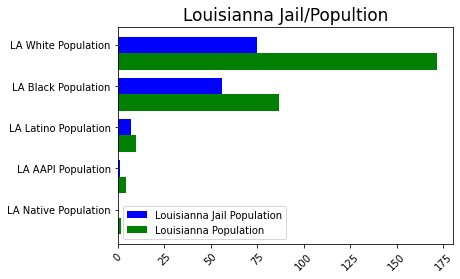 Louisianna Jail/Popultion
LA White Population
LA Black Population
LA Latino Population
LA AAPI Population
LA Native Population
Louisianna Jail Population
Louisianna Population
0 25 50 75 100 125 150 175